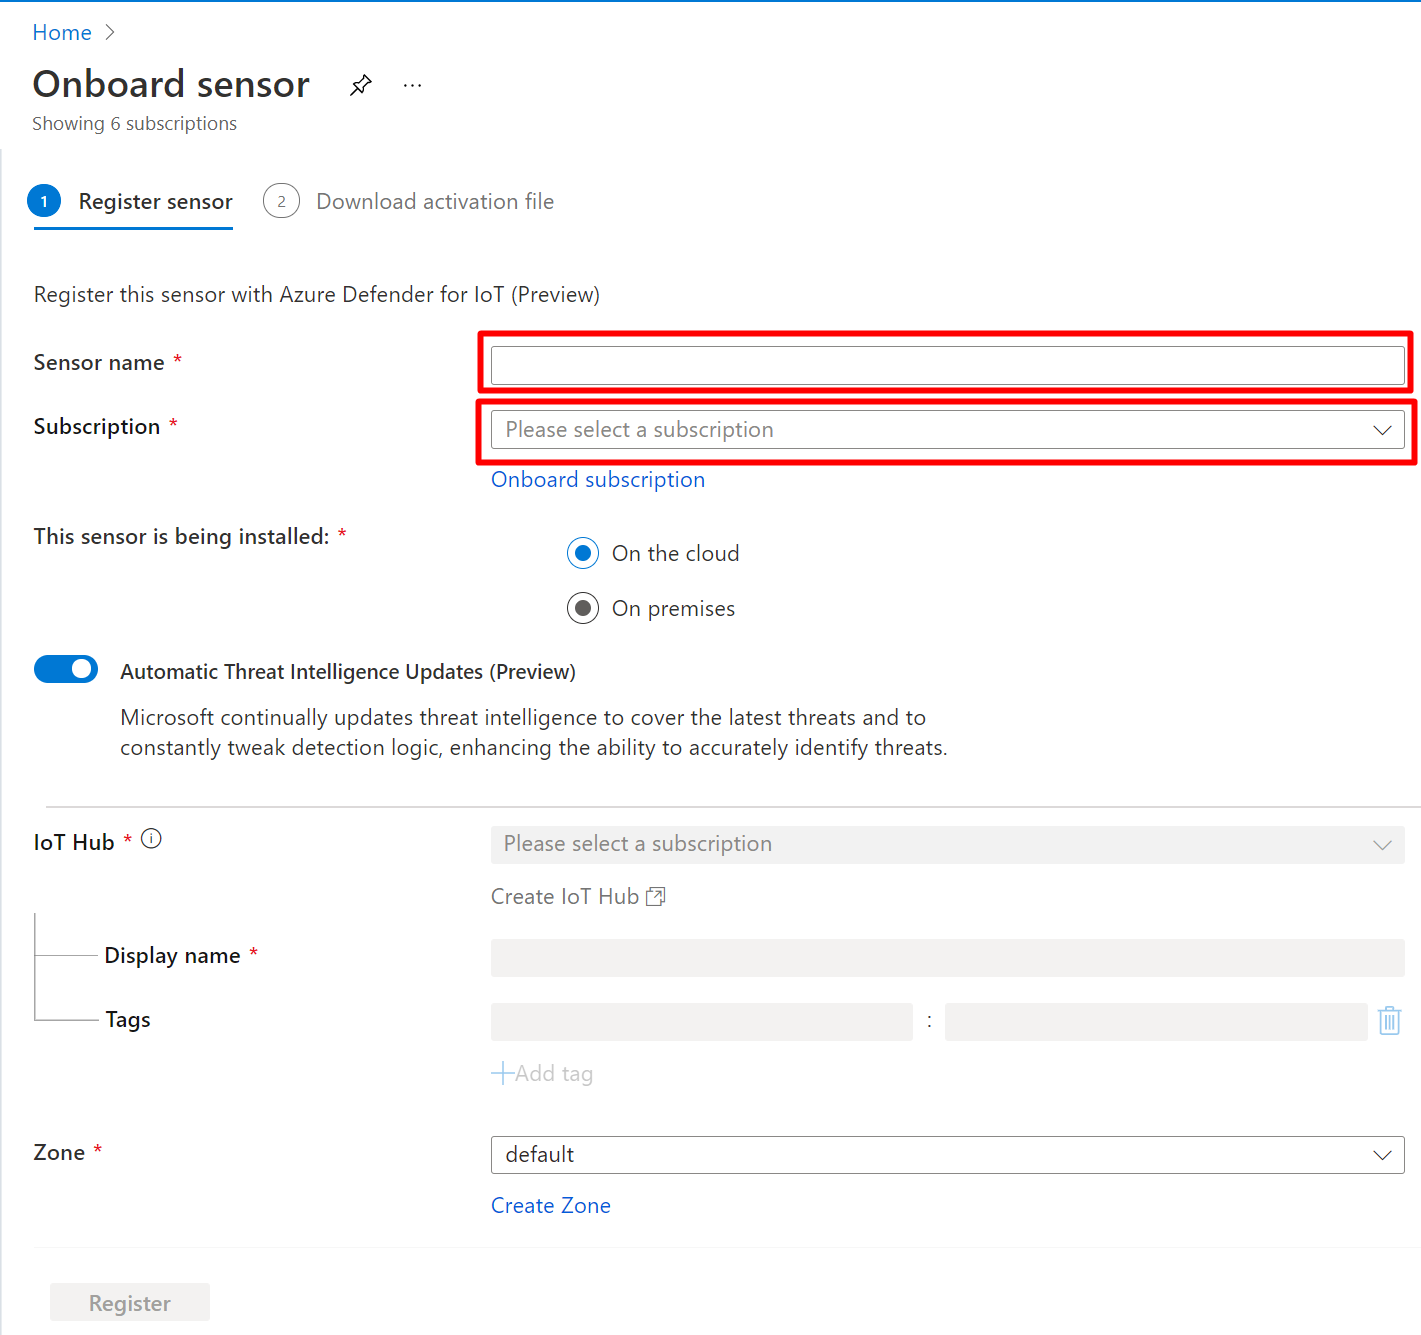 Home
Onboard sensor ...
Showing 6 subscriptions
1 Register sensor 2 Download activation file
Register this sensor with Azure Defender for IoT (Preview)
Sensor name *
Subscription * Please select a subscription
Onboard subscription
This sensor is being installed: *
On the cloud
On premises
Automatic Threat Intelligence Updates (Preview)
Microsoft continually updates threat intelligence to cover the latest threats and to
constantly tweak detection logic, enhancing the ability to accurately identify threats.
IoT Hub * i Please select a subscription
Create IoT Hub
Display name *
Tags :
+Add tag
Zone * default
Create Zone
Register